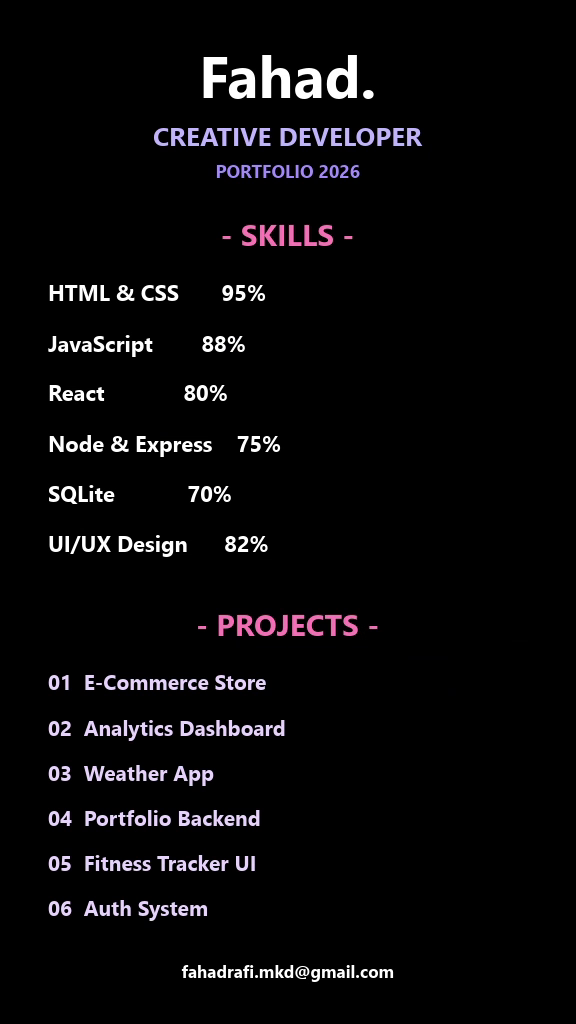 Fahad.
CREATIVE DEVELOPER
PORTFOLIO 2026
- SKILLS -
HTML & CSS 95%
JavaScript 88%
React 80%
Node & Express 75%
SQLite 70%
UI/UX Design 82%
- PROJECTS -
01 E-Commerce Store
02 Analytics Dashboard
03 Weather App
04 Portfolio Backend
05 Fitness Tracker UI
06 Auth System
fahadrafi.mkd@gmail.com